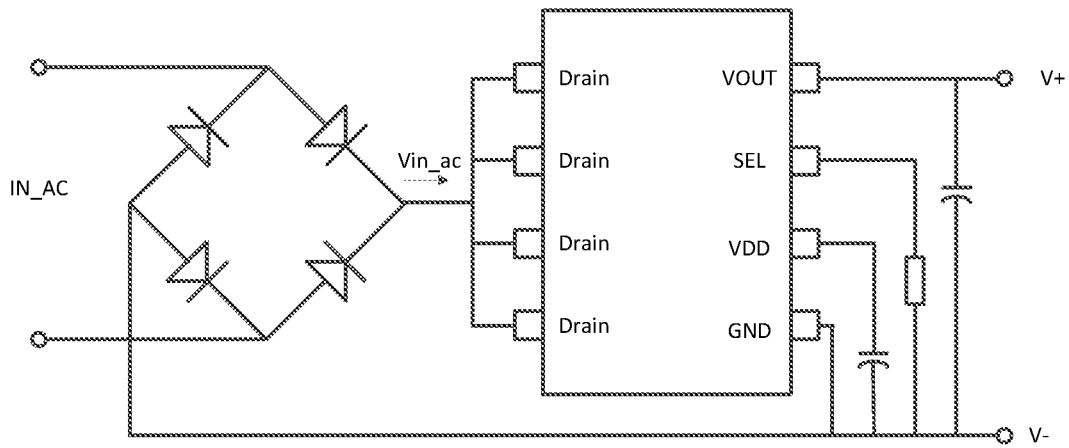 IN_AC
Vin_ac
Drain
Drain
Drain
Drain
VOUT
SEL
VDD
GND
V+
V-